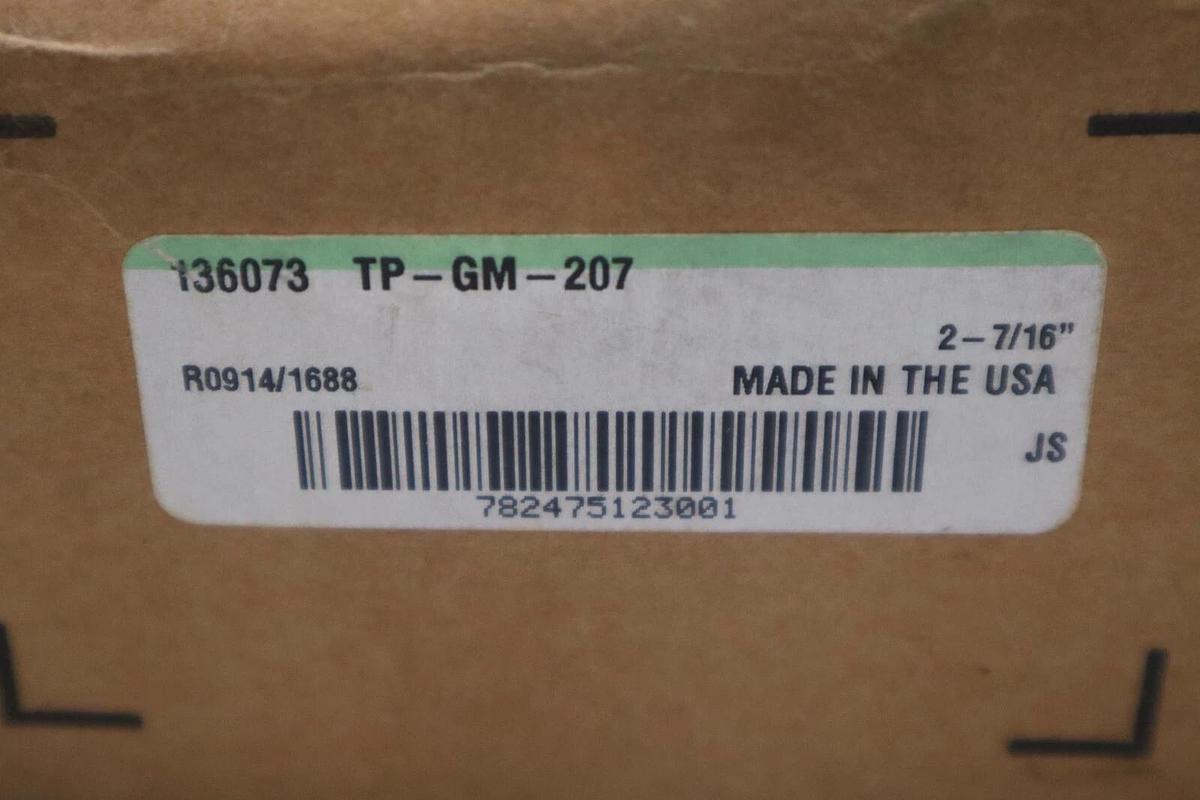 136073 TP-GM-207
2-7/16"
R0914/1688 MADE IN THE USA
JS
782475123001